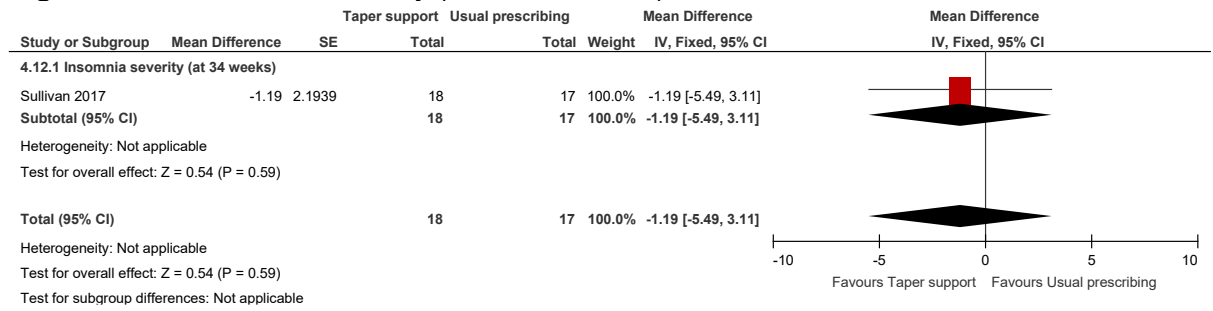 Taper support Usual prescribing Mean Difference Mean Difference
Study or Subgroup Mean Difference SE Total Total Weight IV, Fixed, 95% CI IV, Fixed, 95% CI
4.12.1 Insomnia severity (at 34 weeks)
Sullivan 2017 -1.19 2.1939 18 17 100.0% -1.19 [-5.49, 3.11]
Subtotal (95% CI) 18 17 100.0% -1.19 [-5.49, 3.11]
Heterogeneity: Not applicable
Test for overall effect: Z = 0.54 (P = 0.59)
Total (95% CI) 18 17 100.0% -1.19 [-5.49, 3.11]
Heterogeneity: Not applicable
Test for overall effect: Z = 0.54 (P = 0.59)
Test for subgroup differences: Not applicable
-10 -5 0 5 10
Favours Taper support Favours Usual prescribing